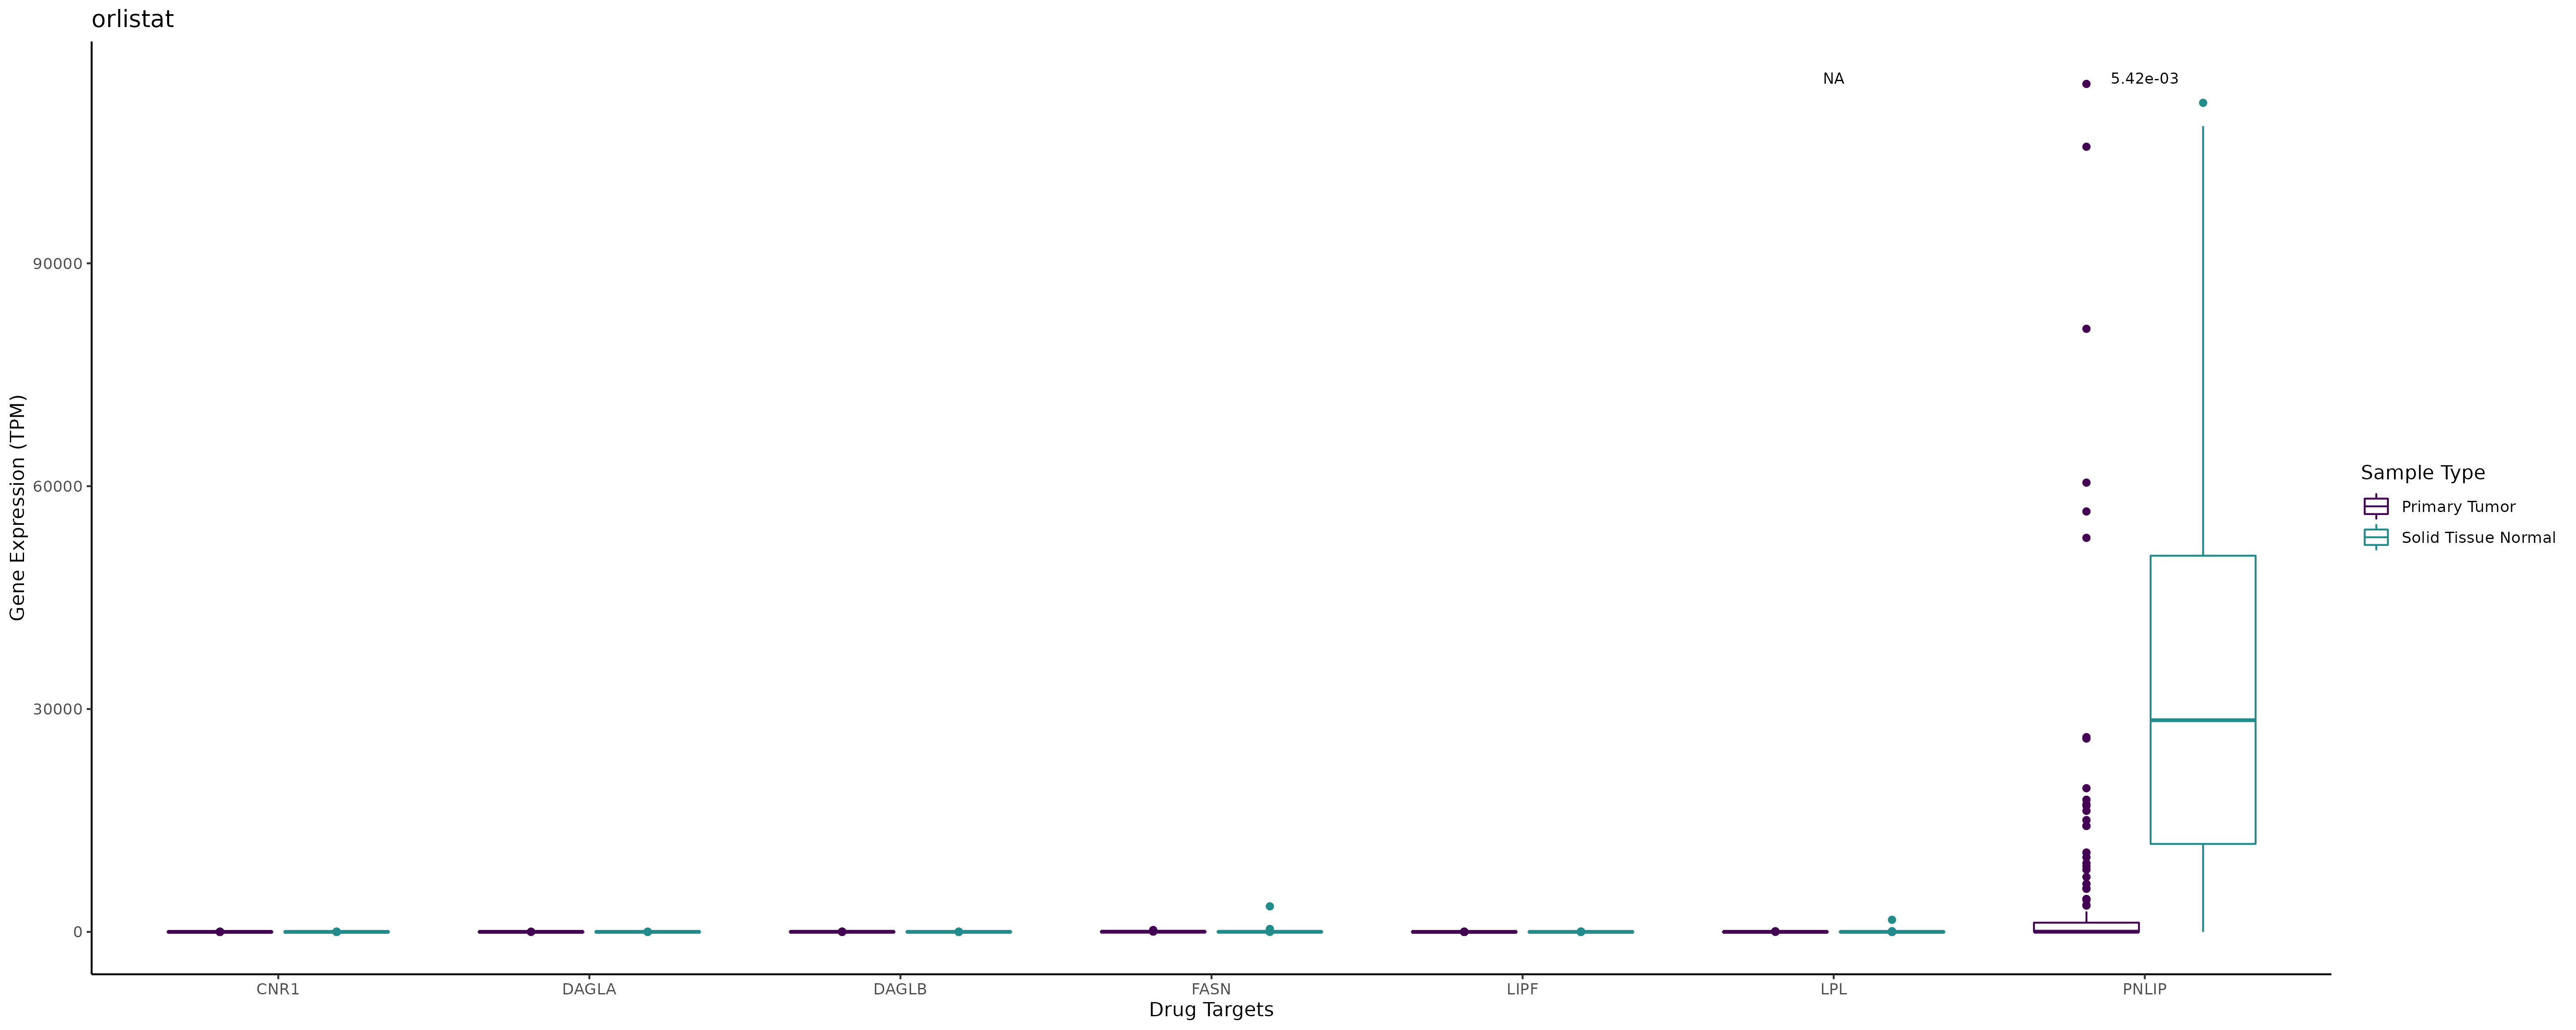 orlistat
NA
5.42e-03
Gene Expression (TPM)
90000
60000
30000
0
CNR1
DAGLA
DAGLB
FASN
LIPF
LPL
PNLIP
Drug Targets
Sample Type
Primary Tumor
Solid Tissue Normal